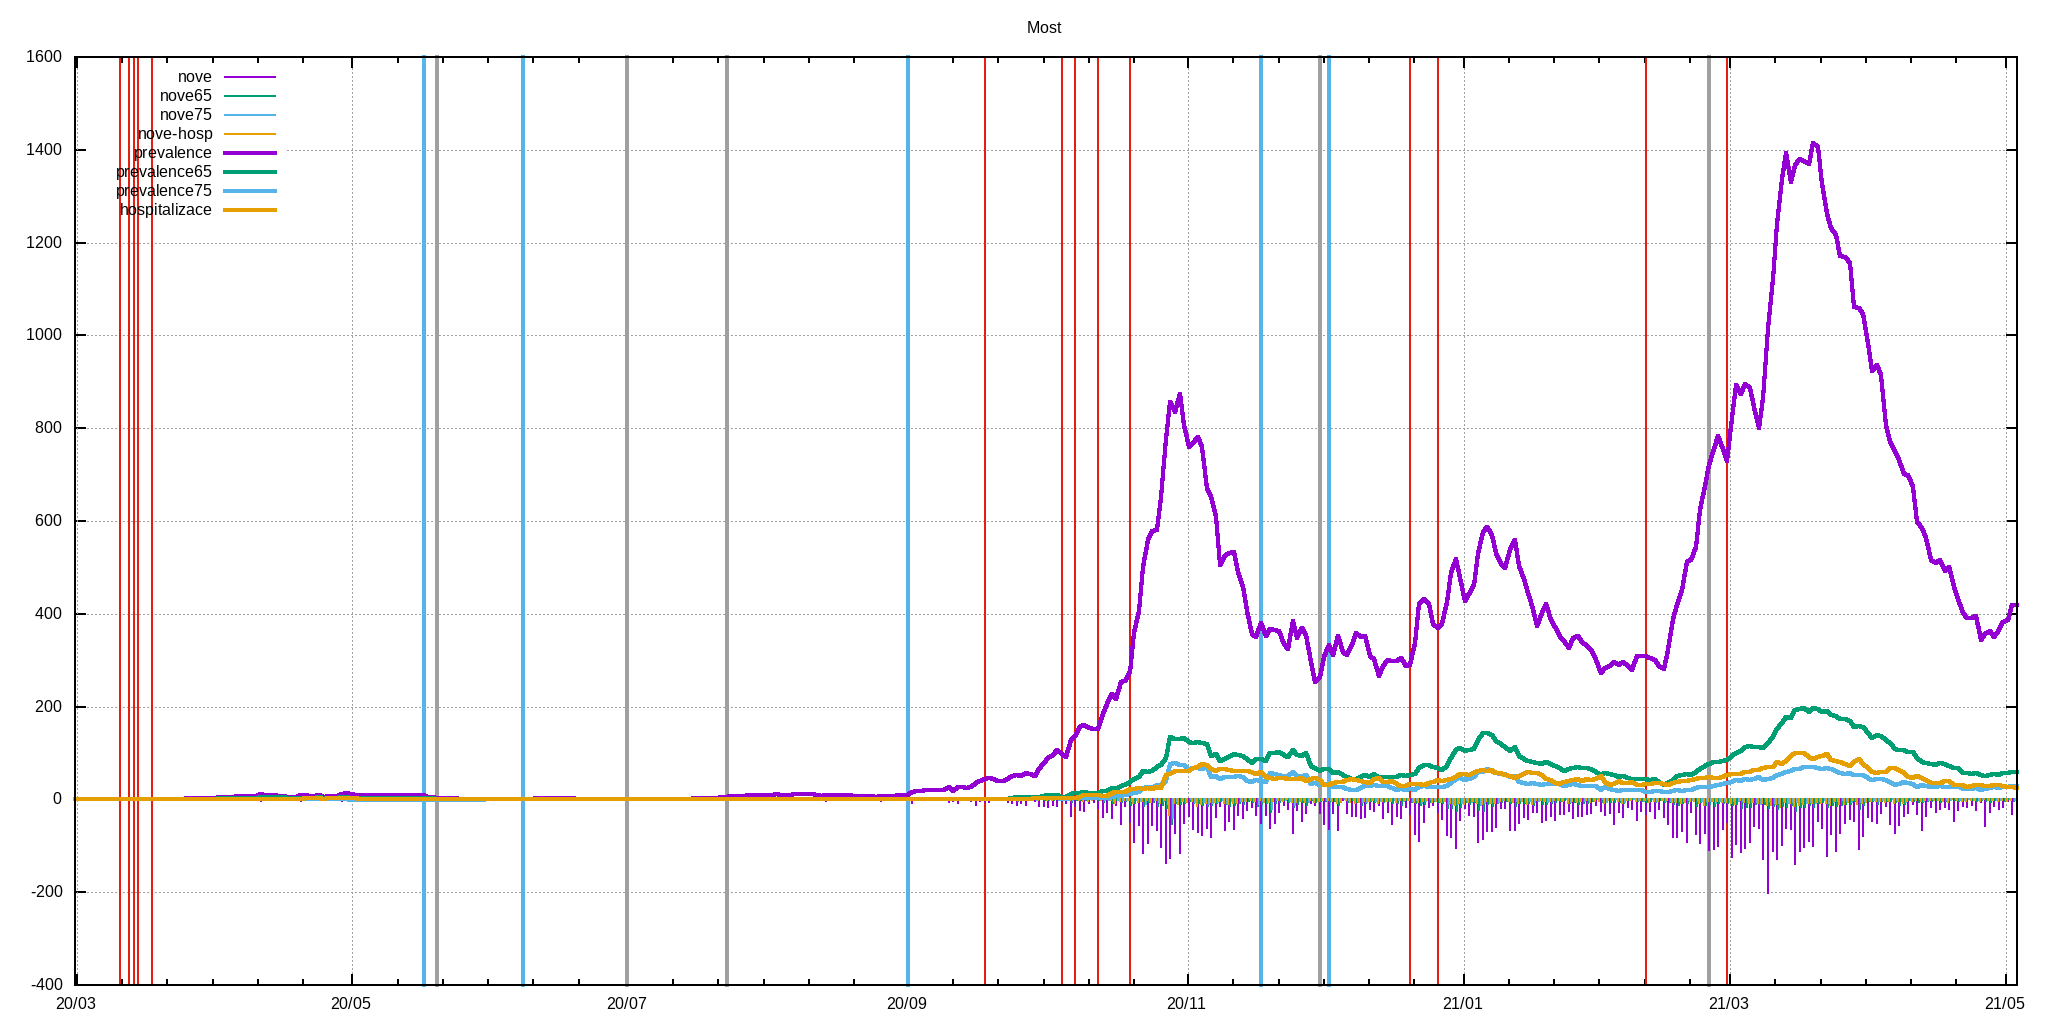 Most
1600
1400
1200
1000
800
600
400
200
0
-200
-400
nove
nove65
nove75
nove-hosp
prevalence
prevalence65
prevalence75
hospitalizace
20/03 20/05 20/07 20/09 20/11 21/01 21/03 21/05